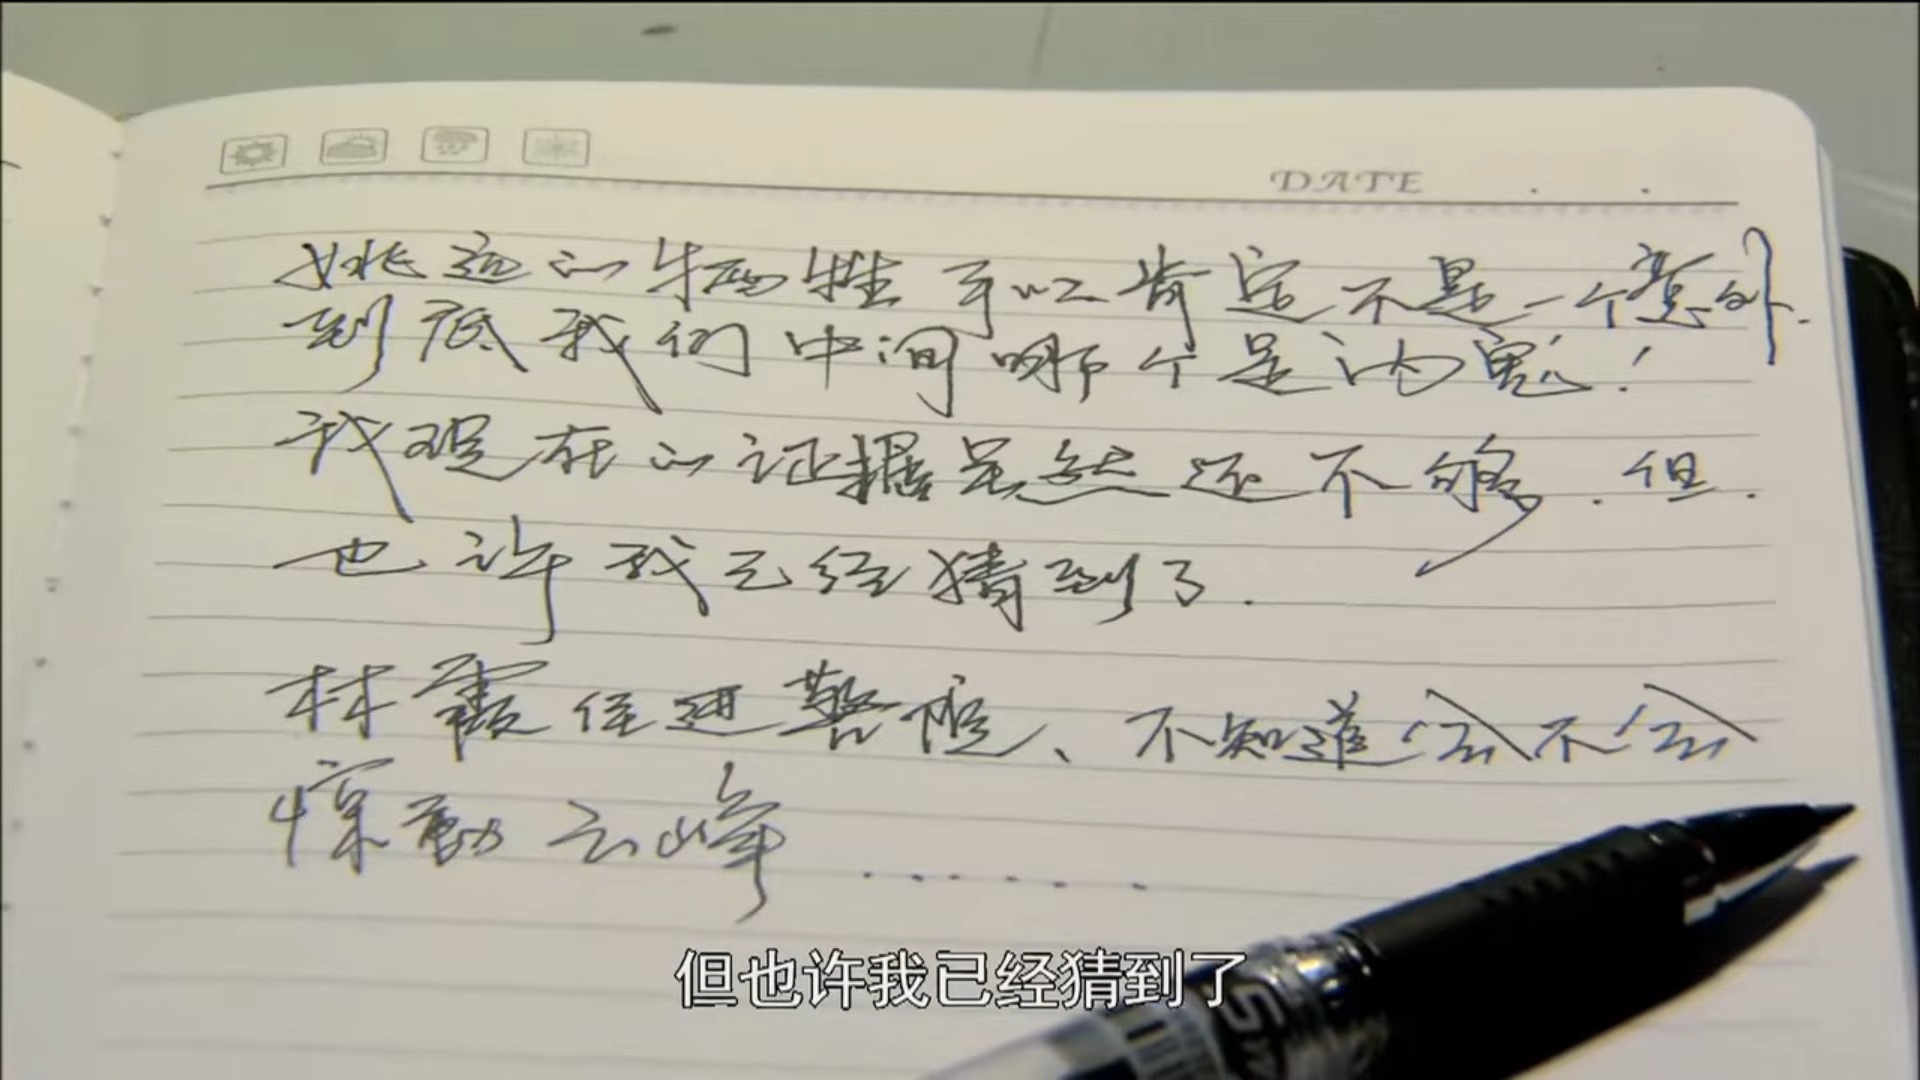 DATE
姚远的牺牲可以肯定不是一个意外.
到底我们中间哪个是内鬼!
我现在的证据虽然还不够.但.
也许我已经猜到了.
林霞住进警院、不知道会不会
惊动云峰......
但也许我已经猜到了